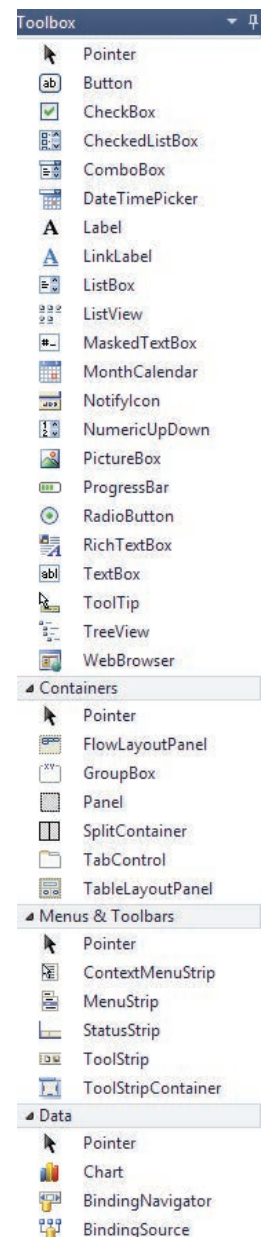 Toolbox
Pointer
Button
CheckBox
CheckedListBox
ComboBox
DateTimePicker
Label
LinkLabel
ListBox
ListView
MaskedTextBox
MonthCalendar
NotifyIcon
NumericUpDown
PictureBox
ProgressBar
RadioButton
RichTextBox
TextBox
ToolTip
TreeView
WebBrowser
Containers
Pointer
FlowLayoutPanel
GroupBox
Panel
SplitContainer
TabControl
TableLayoutPanel
Menus & Toolbars
Pointer
ContextMenuStrip
MenuStrip
StatusStrip
ToolStrip
ToolStripContainer
Data
Pointer
Chart
BindingNavigator
BindingSource